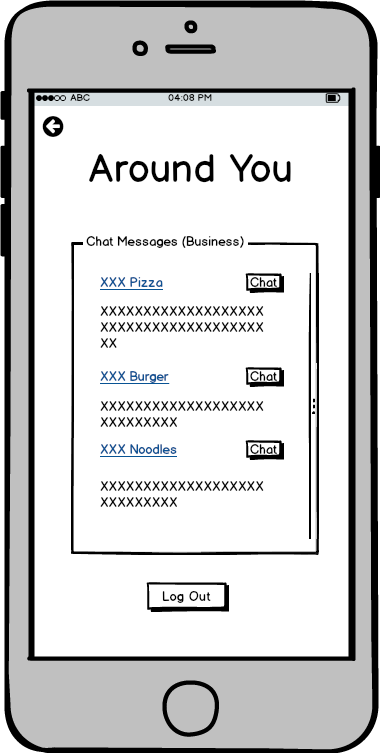 ABC 04:08 PM
Around You
Chat Messages (Business)
XXX Pizza Chat
XXXXXXXXXXXXXXXXXXX
XXXXXXXXXXXXXXXXXXX
XX
XXX Burger Chat
XXXXXXXXXXXXXXXXXXX
XXXXXXXXX
XXX Noodles Chat
XXXXXXXXXXXXXXXXXXX
XXXXXXXXX
Log Out